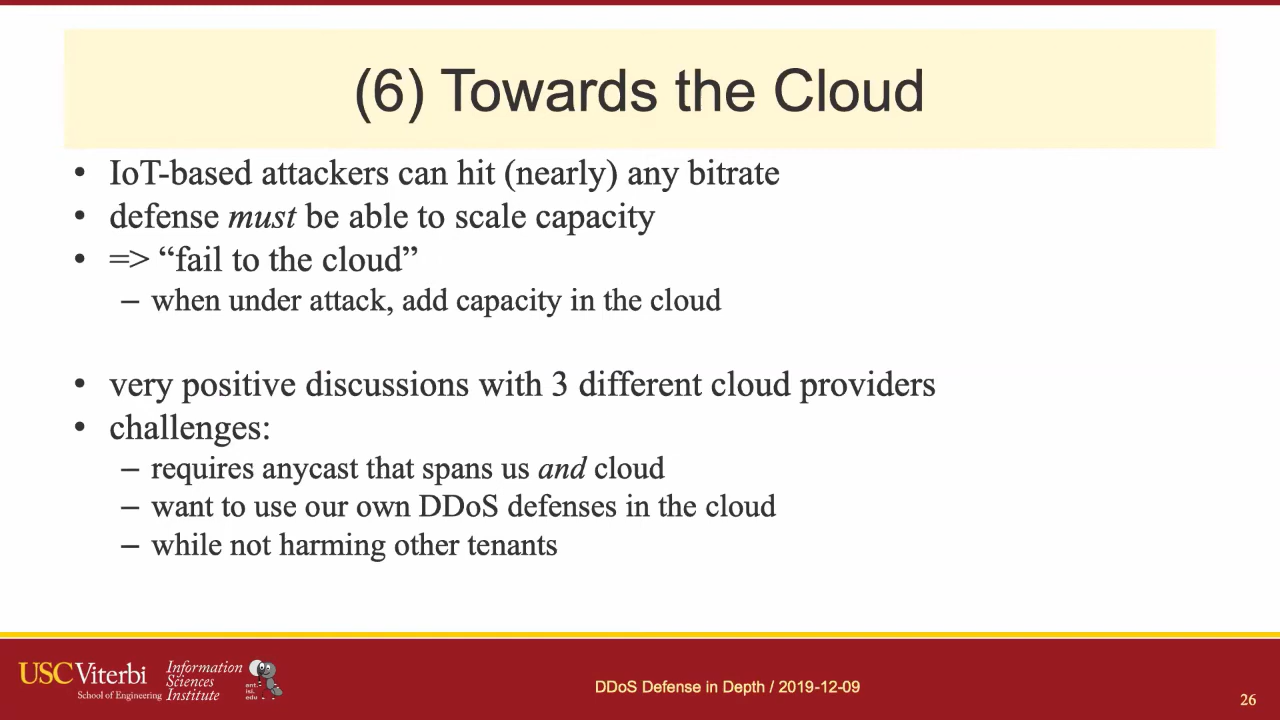 (6) Towards the Cloud
• IoT-based attackers can hit (nearly) any bitrate
• defense must be able to scale capacity
• => “fail to the cloud”
– when under attack, add capacity in the cloud
• very positive discussions with 3 different cloud providers
• challenges:
– requires anycast that spans us and cloud
– want to use our own DDoS defenses in the cloud
– while not harming other tenants
USC Viterbi
School of Engineering
Information
Sciences
Institute
ant.
isi.
edu
DDoS Defense in Depth / 2019-12-09
26